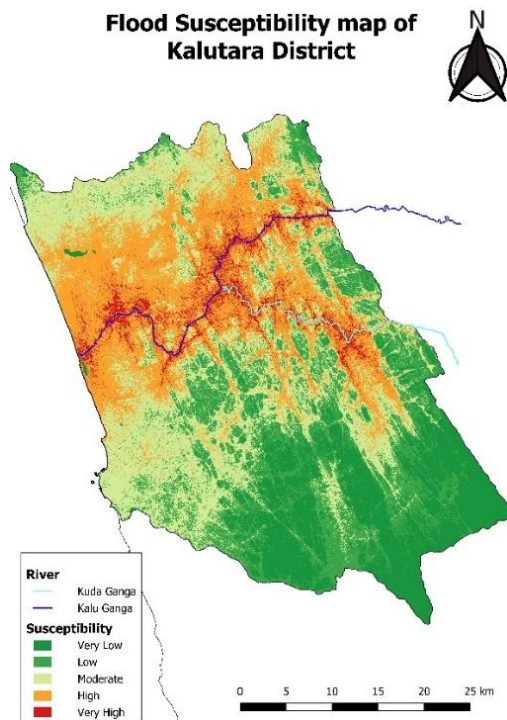 Flood Susceptibility map of
Kalutara District
N
River
Kuda Ganga
Kalu Ganga
Susceptibility
Very Low
Low
Moderate
High
Very High
0 5 10 15 20 25 km